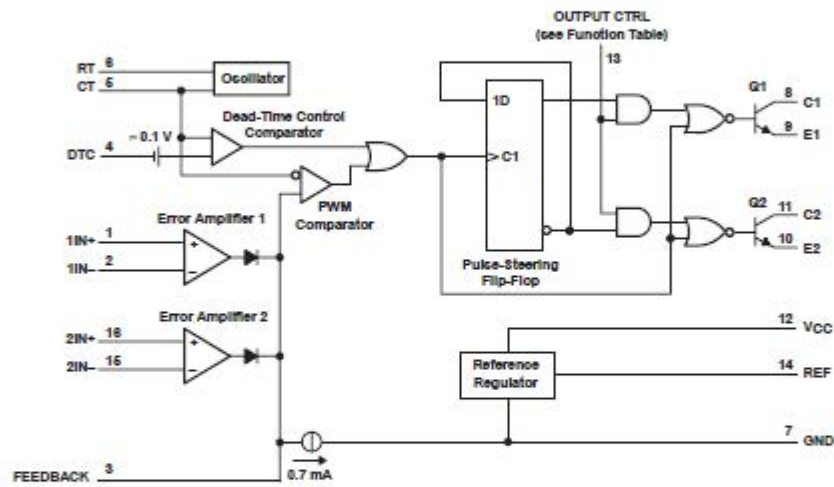 OUTPUT CTRL
(see Function Table)
13
RT 6
CT 5
Oscillator
Dead-Time Control
Comparator
~ 0.1 V
DTC 4
PWM
Comparator
1D
C1
Pulse-Steering
Flip-Flop
Q1
8 C1
9 E1
Q2
11 C2
10 E2
Error Amplifier 1
1IN+ 1
1IN– 2
+
–
Error Amplifier 2
2IN+ 16
2IN– 15
+
–
12 VCC
Reference
Regulator
14 REF
7 GND
0.7 mA
FEEDBACK 3